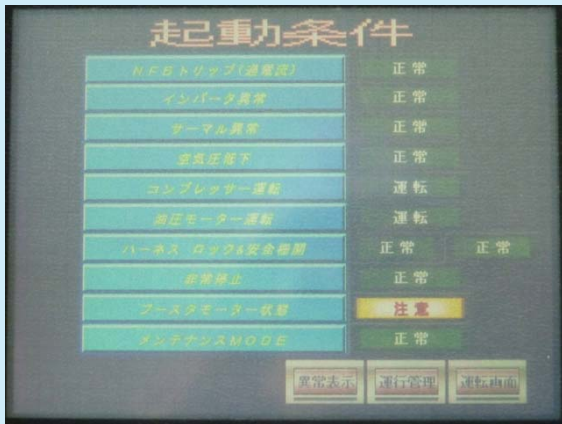 起動条件
NFBトリップ(過電流) 正常
インバータ異常 正常
サーマル異常 正常
空気圧低下 正常
コンプレッサー運転 運転
油圧モーター運転 運転
ハーネス ロック&安全柵閉 正常 正常
非常停止 正常
ブースタモーター状態 注意
メンテナンスMODE 正常
異常表示 運行管理 運転画面